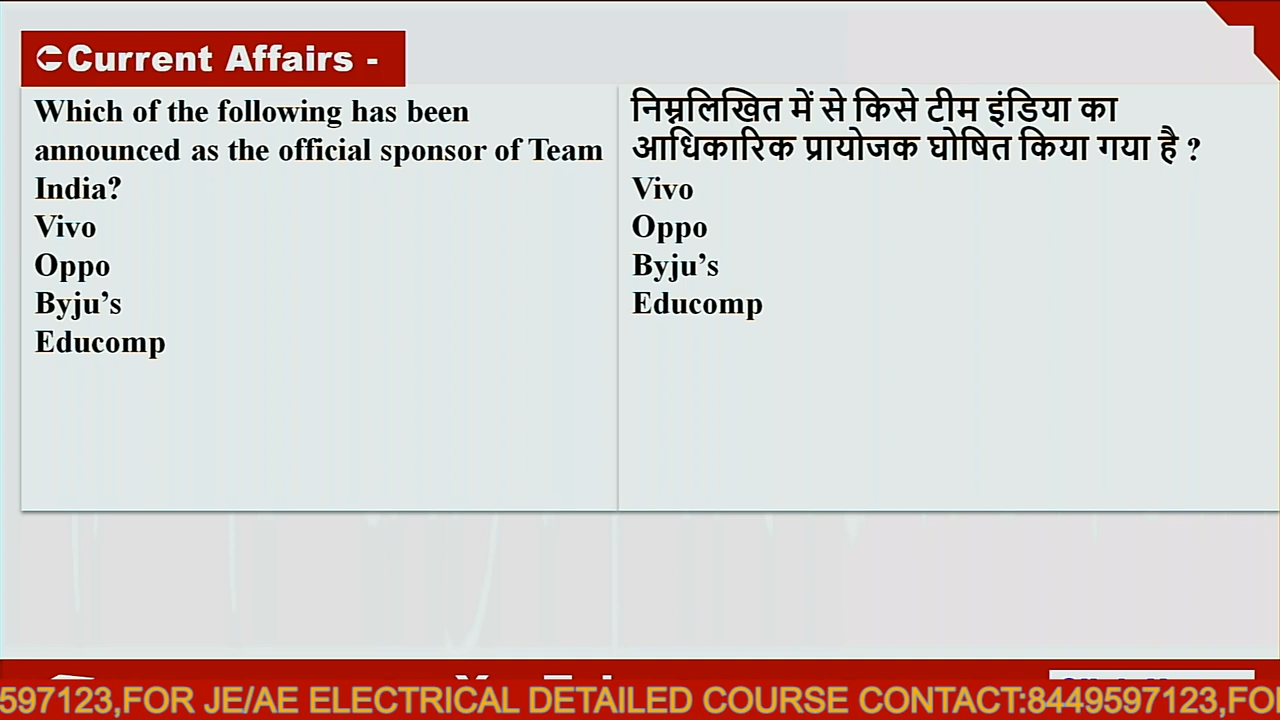 ➲Current Affairs -
Which of the following has been
announced as the official sponsor of Team
India?
Vivo
Oppo
Byju’s
Educomp
निम्नलिखित में से किसे टीम इंडिया का
आधिकारिक प्रायोजक घोषित किया गया है ?
Vivo
Oppo
Byju’s
Educomp
597123,FOR JE/AE ELECTRICAL DETAILED COURSE CONTACT:8449597123,FO